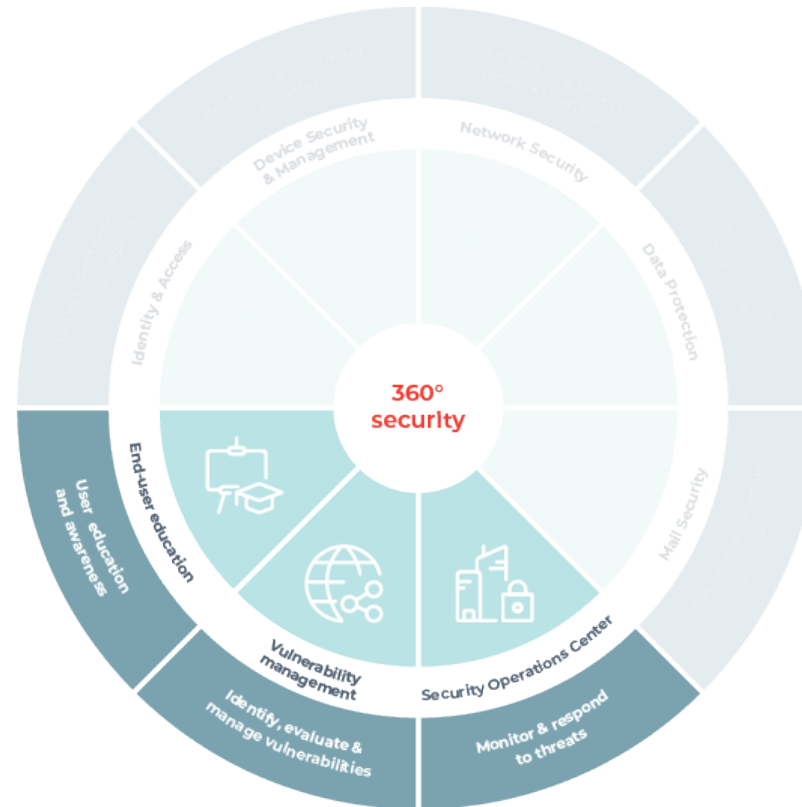 Device Security
& Management
Network Security
Identity & Access
Data Protection
360°
security
End-user education
User education
and awareness
Mail Security
Vulnerability
management
Security Operations Center
Identify, evaluate &
manage vulnerabilities
Monitor & respond
to threats